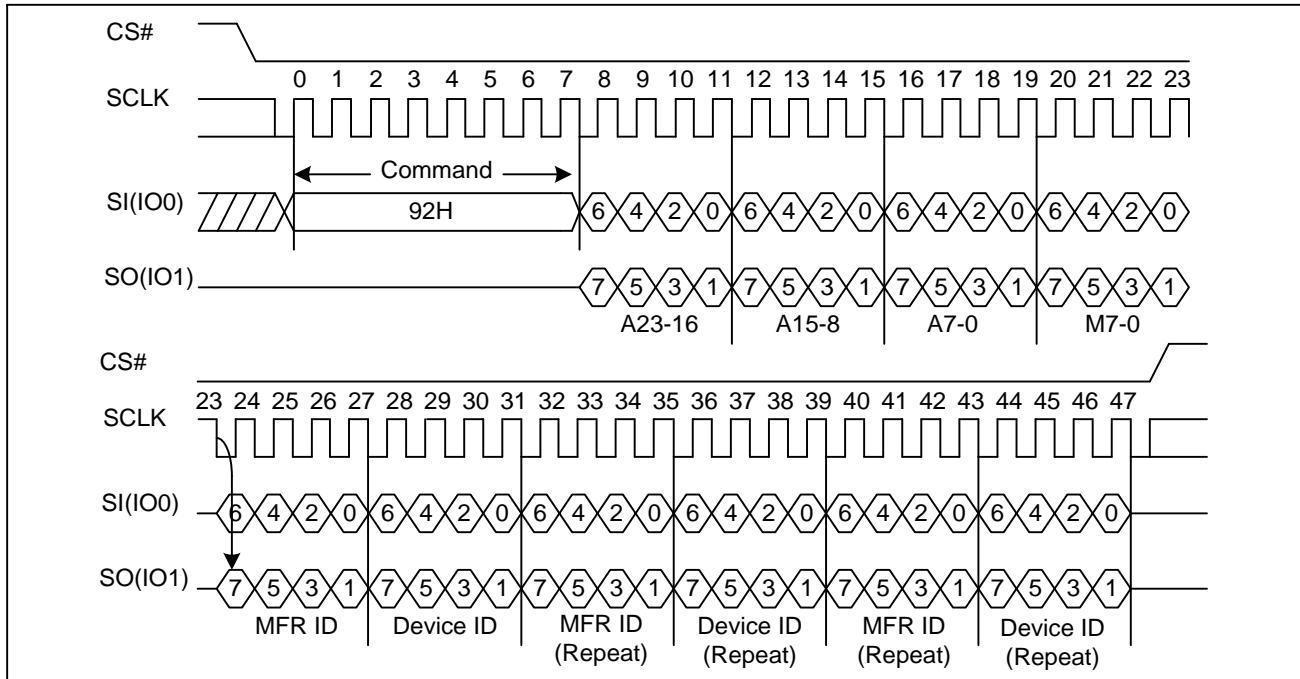 CS#
0 1 2 3 4 5 6 7 8 9 10 11 12 13 14 15 16 17 18 19 20 21 22 23
SCLK
Command
SI(IO0)
92H
6 4 2 0 6 4 2 0 6 4 2 0 6 4 2 0
SO(IO1)
7 5 3 1 7 5 3 1 7 5 3 1 7 5 3 1
A23-16 A15-8 A7-0 M7-0
CS#
23 24 25 26 27 28 29 30 31 32 33 34 35 36 37 38 39 40 41 42 43 44 45 46 47
SCLK
SI(IO0)
6 4 2 0 6 4 2 0 6 4 2 0 6 4 2 0 6 4 2 0 6 4 2 0
SO(IO1)
7 5 3 1 7 5 3 1 7 5 3 1 7 5 3 1 7 5 3 1 7 5 3 1
MFR ID Device ID MFR ID Device ID MFR ID Device ID
(Repeat) (Repeat) (Repeat) (Repeat)